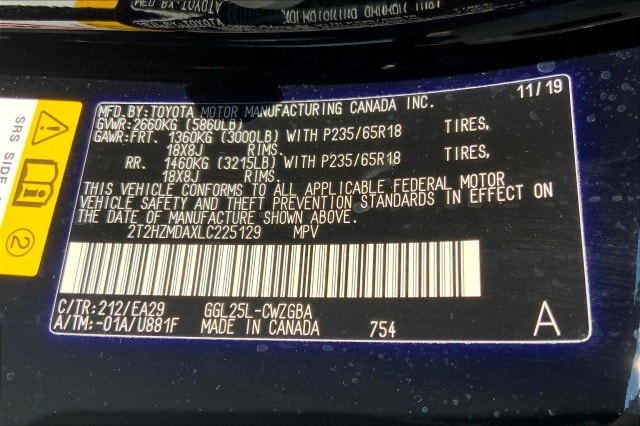 11/19
MFD.BY:TOYOTA MOTOR MANUFACTURING CANADA INC.
GVWR:2660KG (5860LB)
GAWR:FRT. 1360KG (3000LB) WITH P235/65R18 TIRES,
18X8J RIMS.
RR. 1460KG (3215LB) WITH P235/65R18 TIRES,
18X8J RIMS.
THIS VEHICLE CONFORMS TO ALL APPLICABLE FEDERAL MOTOR
VEHICLE SAFETY AND THEFT PREVENTION STANDARDS IN EFFECT ON
THE DATE OF MANUFACTURE SHOWN ABOVE.
2T2HZMDAXLC225129 MPV
C/TR:212/EA29 GGL25L-CWZGBA
A/TM:-01A/U881F MADE IN CANADA 754 A
SRS SIDE
2